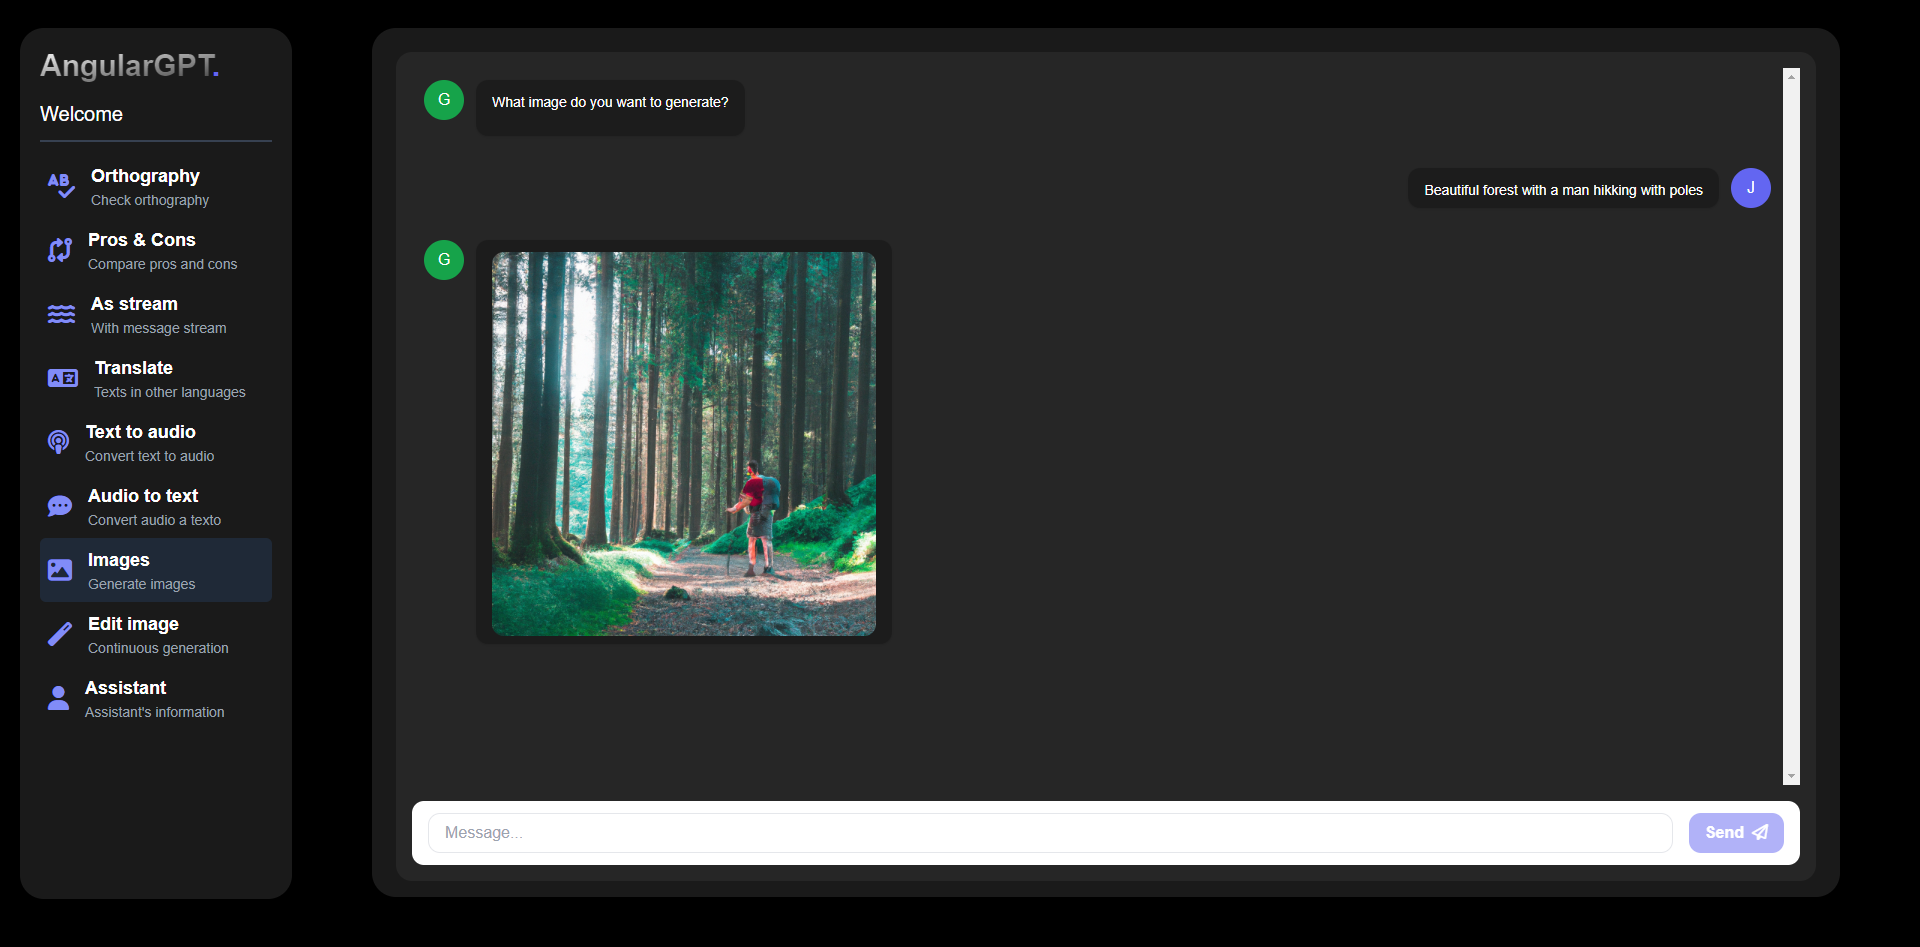 AngularGPT.
Welcome
AB
Orthography
Check orthography
Pros & Cons
Compare pros and cons
As stream
With message stream
A
Translate
Texts in other languages
Text to audio
Convert text to audio
Audio to text
Convert audio a texto
Images
Generate images
Edit image
Continuous generation
Assistant
Assistant's information
G
What image do you want to generate?
Beautiful forest with a man hikking with poles
J
G
Message...
Send